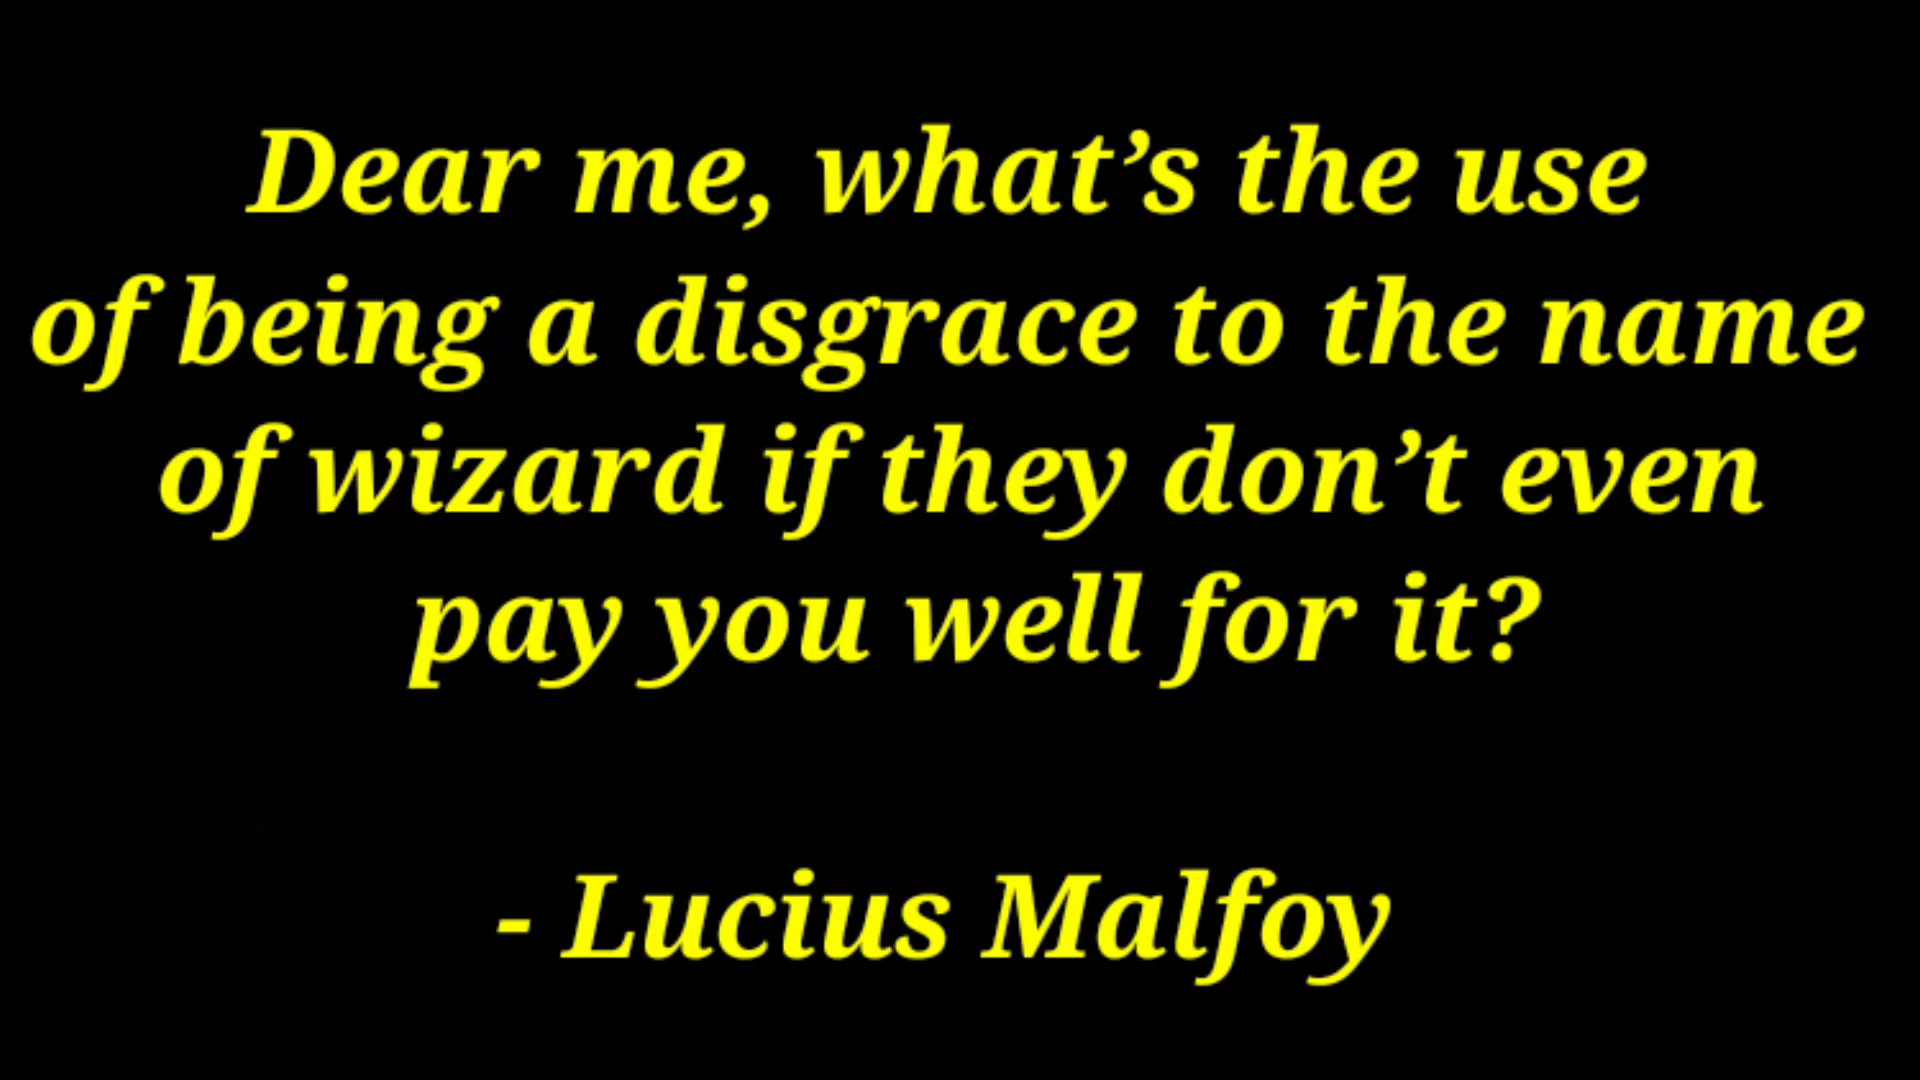 Dear me, what’s the use
of being a disgrace to the name
of wizard if they don’t even
pay you well for it?
- Lucius Malfoy